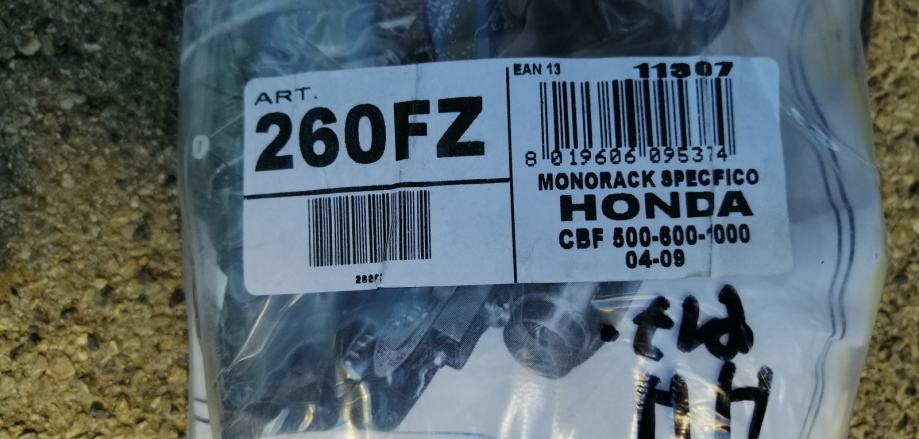 ART.
260FZ
EAN 13
11307
8 019606 095374
MONORACK SPECFICO
HONDA
CBF 500-600-1000
04-09